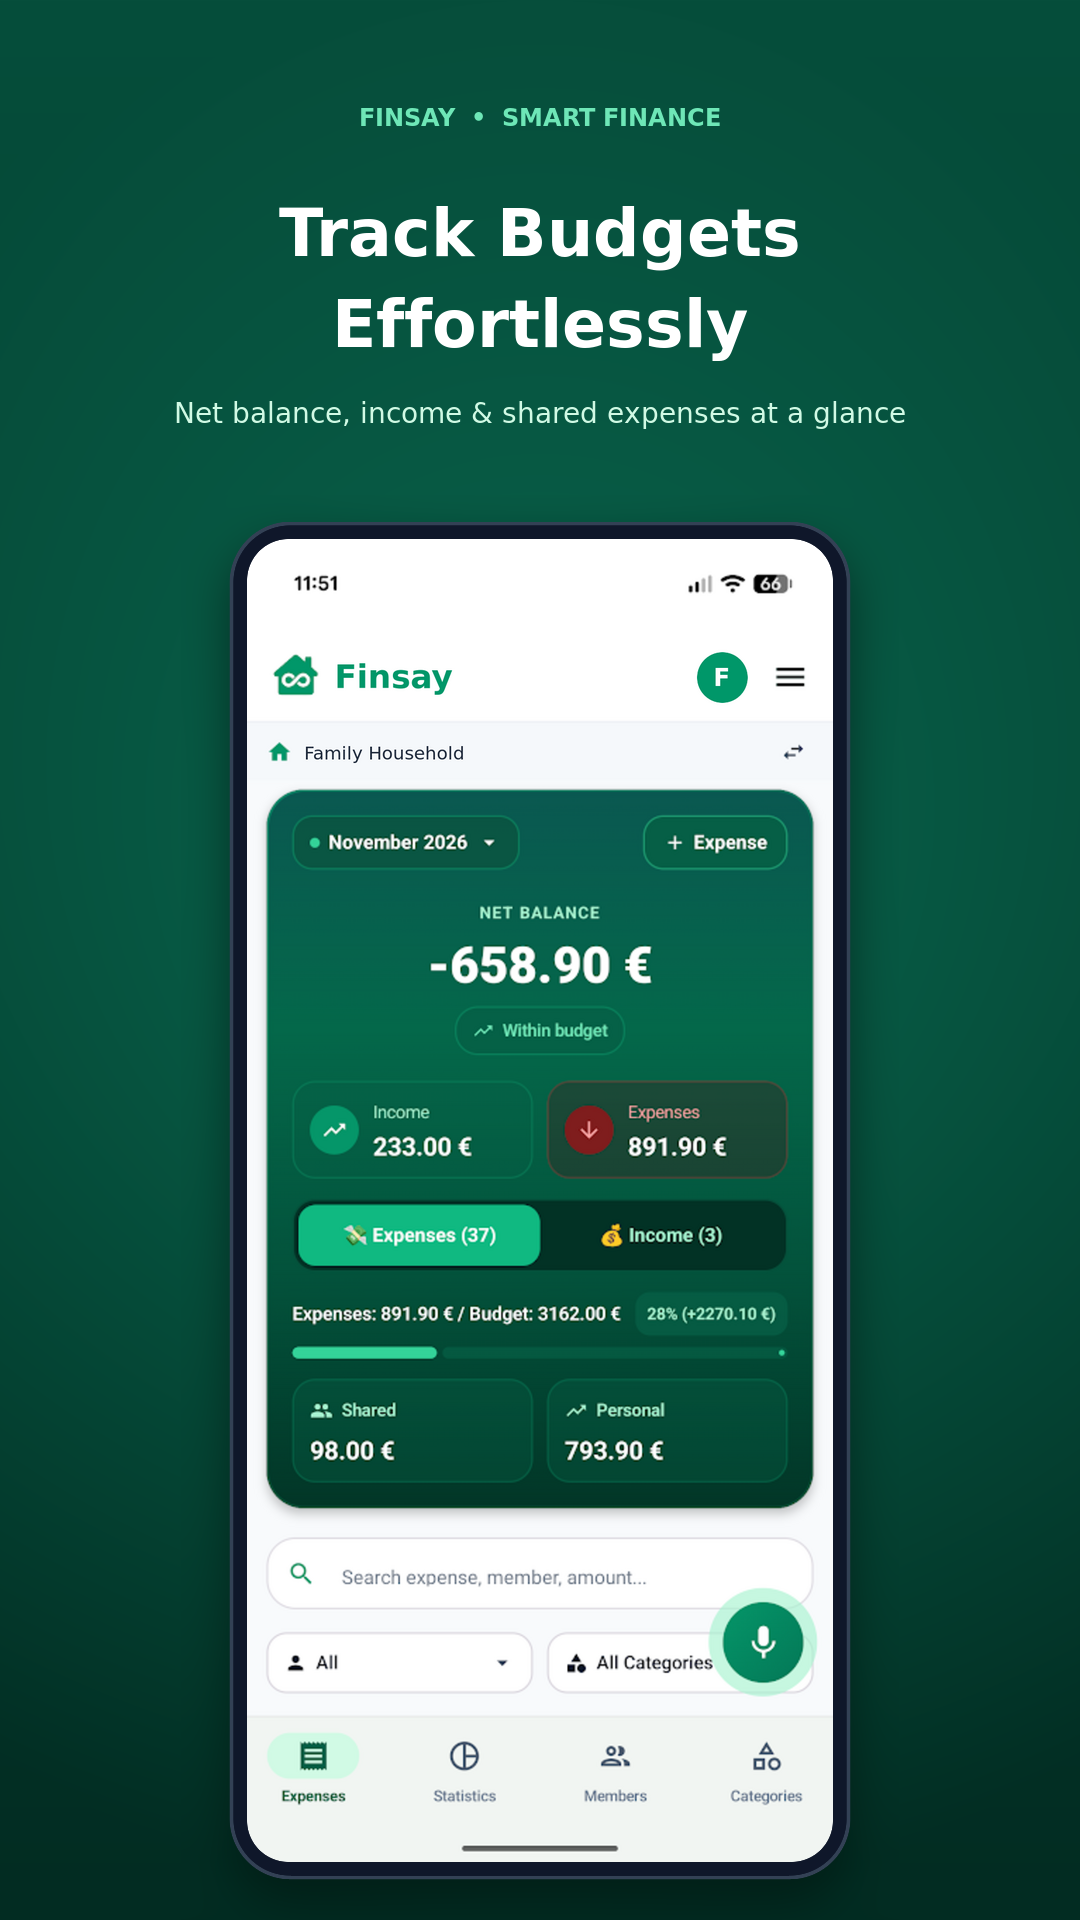 FINSAY • SMART FINANCE
Track Budgets
Effortlessly
Net balance, income & shared expenses at a glance
11:51
66
Finsay
F
Family Household
November 2026
+ Expense
NET BALANCE
-658.90 €
Within budget
Income
233.00 €
Expenses
891.90 €
💸 Expenses (37)
💰 Income (3)
Expenses: 891.90 € / Budget: 3162.00 €
28% (+2270.10 €)
Shared
98.00 €
Personal
793.90 €
Search expense, member, amount...
All
All Categories
Expenses
Statistics
Members
Categories